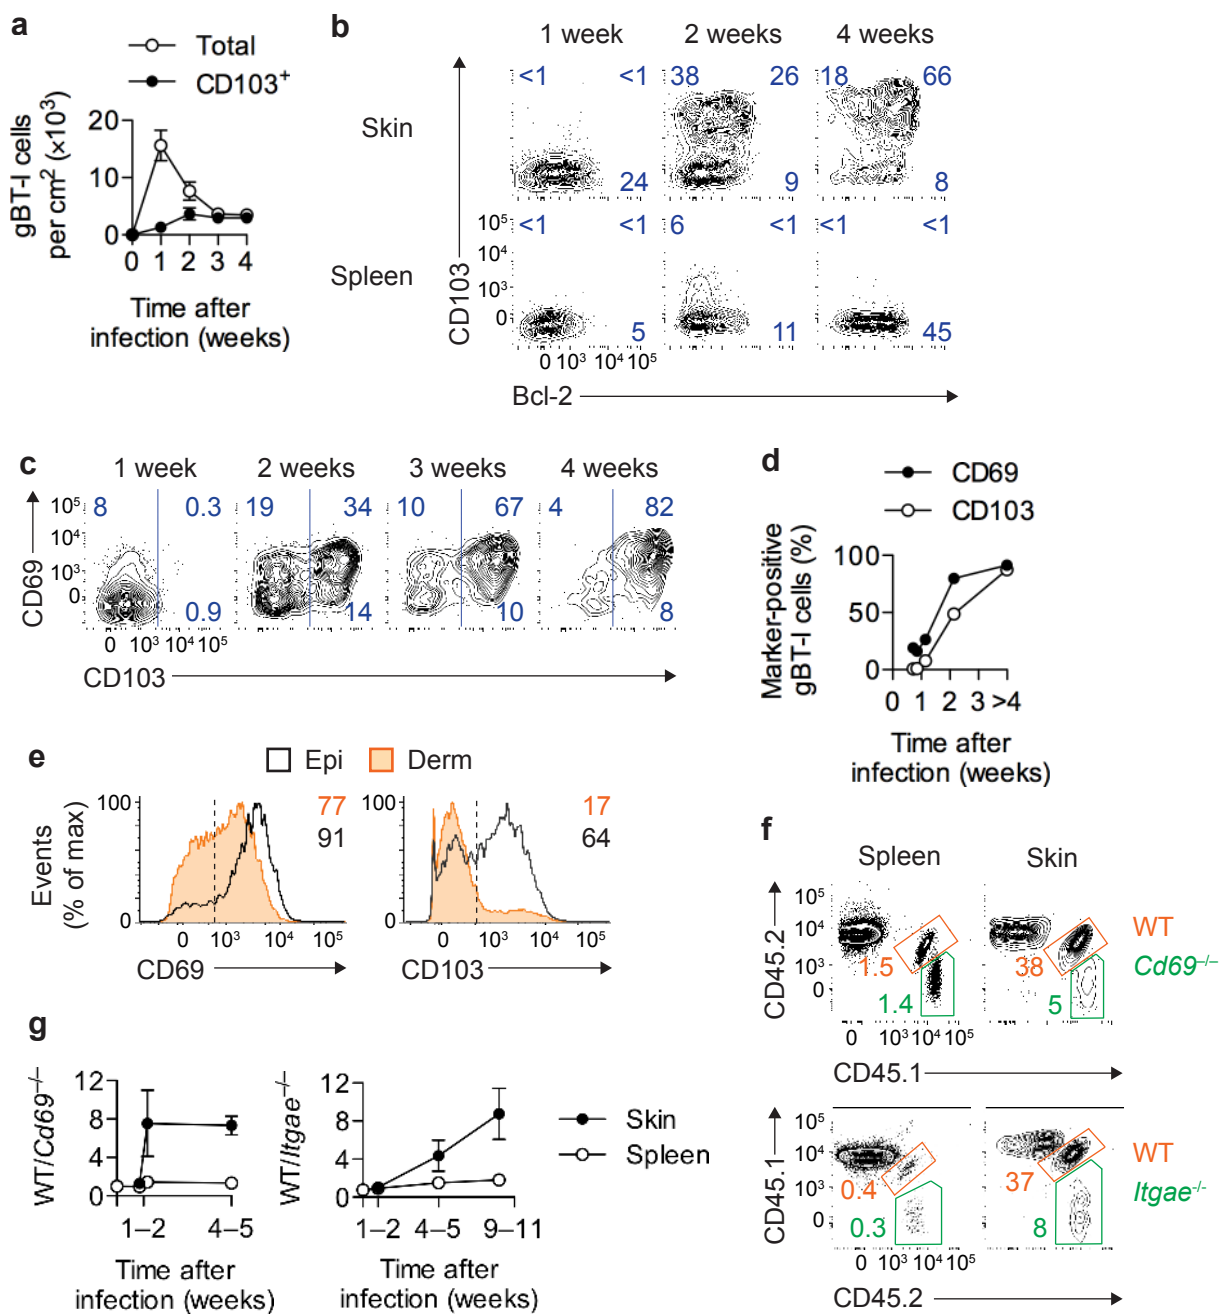 a
Total
CD103+
gBT-I cells
per cm2 (×103)
20
10
0
0 1 2 3 4
Time after
infection (weeks)
b
1 week 2 weeks 4 weeks
Skin
<1 <1 38 26 18 66
24 9 8
Spleen
CD103
105
104
103
0
<1 <1 6 <1 <1 <1
5 11 45
0 103 104 105
Bcl-2
c
1 week 2 weeks 3 weeks 4 weeks
CD69
105
104
103
0
8 0.3 19 34 10 67 4 82
0.9 14 10 8
0 103 104 105
CD103
d
CD69
CD103
Marker-positive
gBT-I cells (%)
100
50
0
0 1 2 3 >4
Time after
infection (weeks)
e
Epi Derm
Events
(% of max)
100
0
77
91
0 103 104 105
CD69
100
0
17
64
0 103 104 105
CD103
f
Spleen Skin
CD45.2
105
104
103
0
1.5
1.4
38
5
WT
Cd69–/–
0 103 104 105
CD45.1
CD45.1
105
104
103
0
0.4
0.3
37
8
WT
Itgae-/-
0 103 104 105
CD45.2
g
WT/Cd69–/–
12
8
4
0
1–2 4–5
Time after
infection (weeks)
WT/Itgae–/–
12
8
4
0
1–2 4–5 9–11
Time after
infection (weeks)
Skin
Spleen